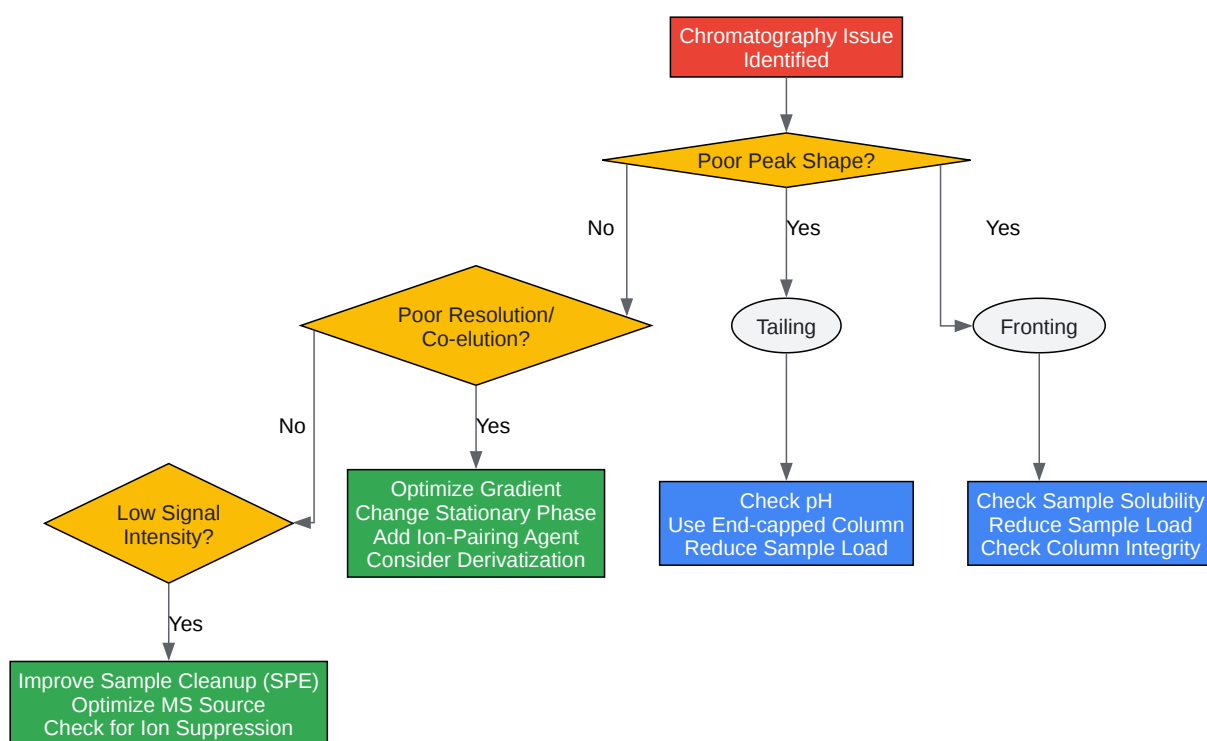 Chromatography Issue
Identified
Poor Peak Shape?
No
Yes
Yes
Poor Resolution/
Co-elution?
Tailing
Fronting
No
Yes
Low Signal
Intensity?
Optimize Gradient
Change Stationary Phase
Add Ion-Pairing Agent
Consider Derivatization
Check pH
Use End-capped Column
Reduce Sample Load
Check Sample Solubility
Reduce Sample Load
Check Column Integrity
Yes
Improve Sample Cleanup (SPE)
Optimize MS Source
Check for Ion Suppression